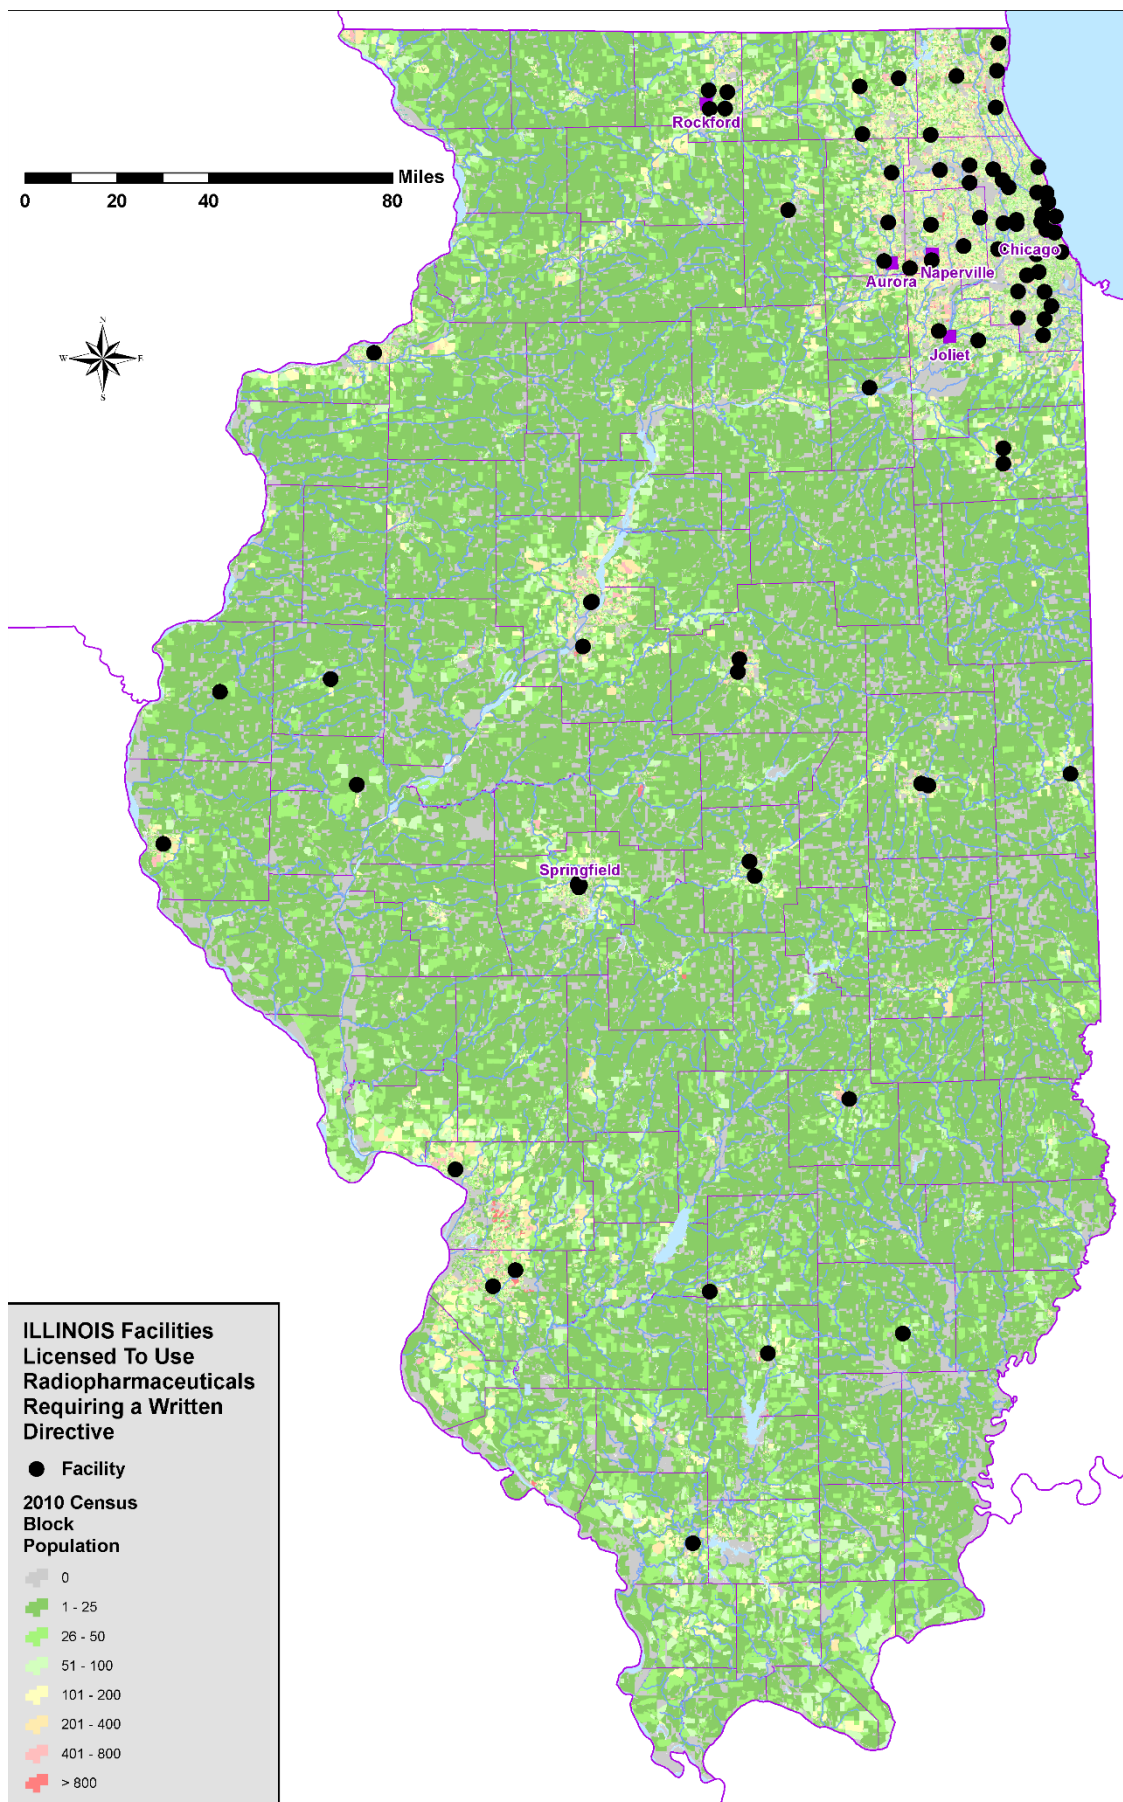 Rockford
Miles
0 20 40 80
Chicago
Naperville
Aurora
N
W E
S
Joliet
Springfield
ILLINOIS Facilities
Licensed To Use
Radiopharmaceuticals
Requiring a Written
Directive
Facility
2010 Census
Block
Population
0
1 - 25
26 - 50
51 - 100
101 - 200
201 - 400
401 - 800
> 800